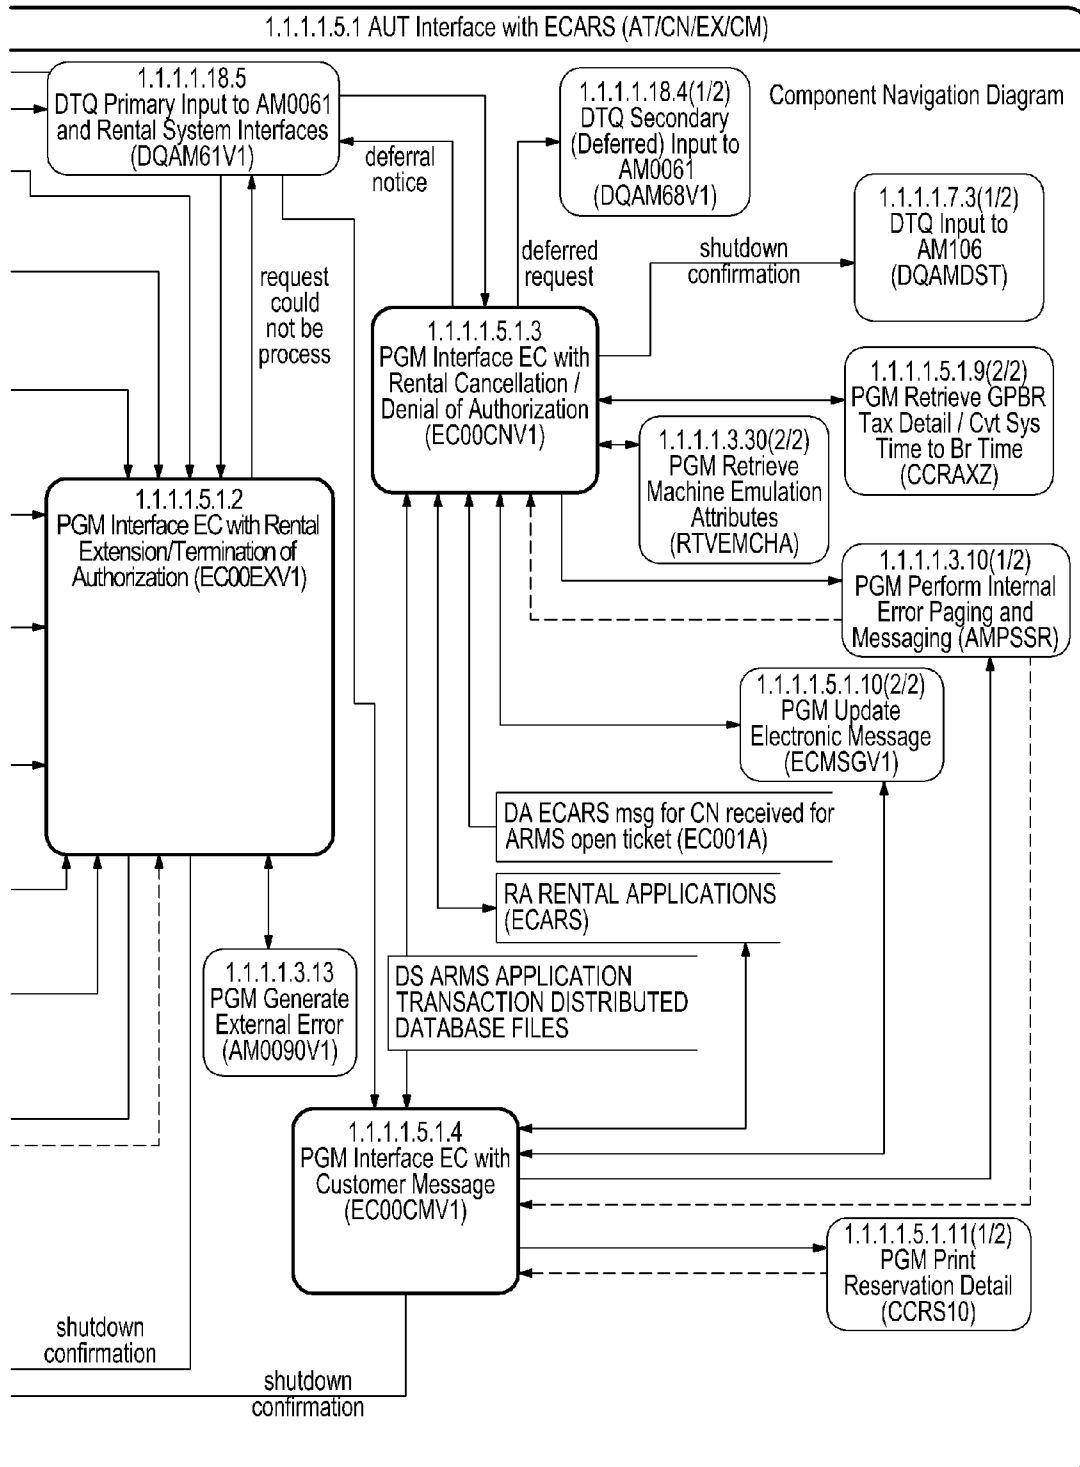 1.1.1.1.5.1 AUT Interface with ECARS (AT/CN/EX/CM)
Component Navigation Diagram
1.1.1.1.18.5
DTQ Primary Input to AM0061
and Rental System Interfaces
(DQAM61V1)
deferral
notice
1.1.1.1.18.4(1/2)
DTQ Secondary
(Deferred) Input to
AM0061
(DQAM68V1)
1.1.1.1.7.3(1/2)
DTQ Input to
AM106
(DQAMDST)
request
could
not be
process
deferred
request
shutdown
confirmation
1.1.1.1.5.1.3
PGM Interface EC with
Rental Cancellation /
Denial of Authorization
(EC00CNV1)
1.1.1.1.5.1.9(2/2)
PGM Retrieve GPBR
Tax Detail / Cvt Sys
Time to Br Time
(CCRAXZ)
1.1.1.1.3.30(2/2)
PGM Retrieve
Machine Emulation
Attributes
(RTVEMCHA)
1.1.1.1.5.1.2
PGM Interface EC with Rental
Extension/Termination of
Authorization (EC00EXV1)
1.1.1.1.3.10(1/2)
PGM Perform Internal
Error Paging and
Messaging (AMPSSR)
1.1.1.1.5.1.10(2/2)
PGM Update
Electronic Message
(ECMSGV1)
DA ECARS msg for CN received for
ARMS open ticket (EC001A)
RA RENTAL APPLICATIONS
(ECARS)
1.1.1.1.3.13
PGM Generate
External Error
(AM0090V1)
DS ARMS APPLICATION
TRANSACTION DISTRIBUTED
DATABASE FILES
1.1.1.1.5.1.4
PGM Interface EC with
Customer Message
(EC00CMV1)
1.1.1.1.5.1.11(1/2)
PGM Print
Reservation Detail
(CCRS10)
shutdown
confirmation
shutdown
confirmation